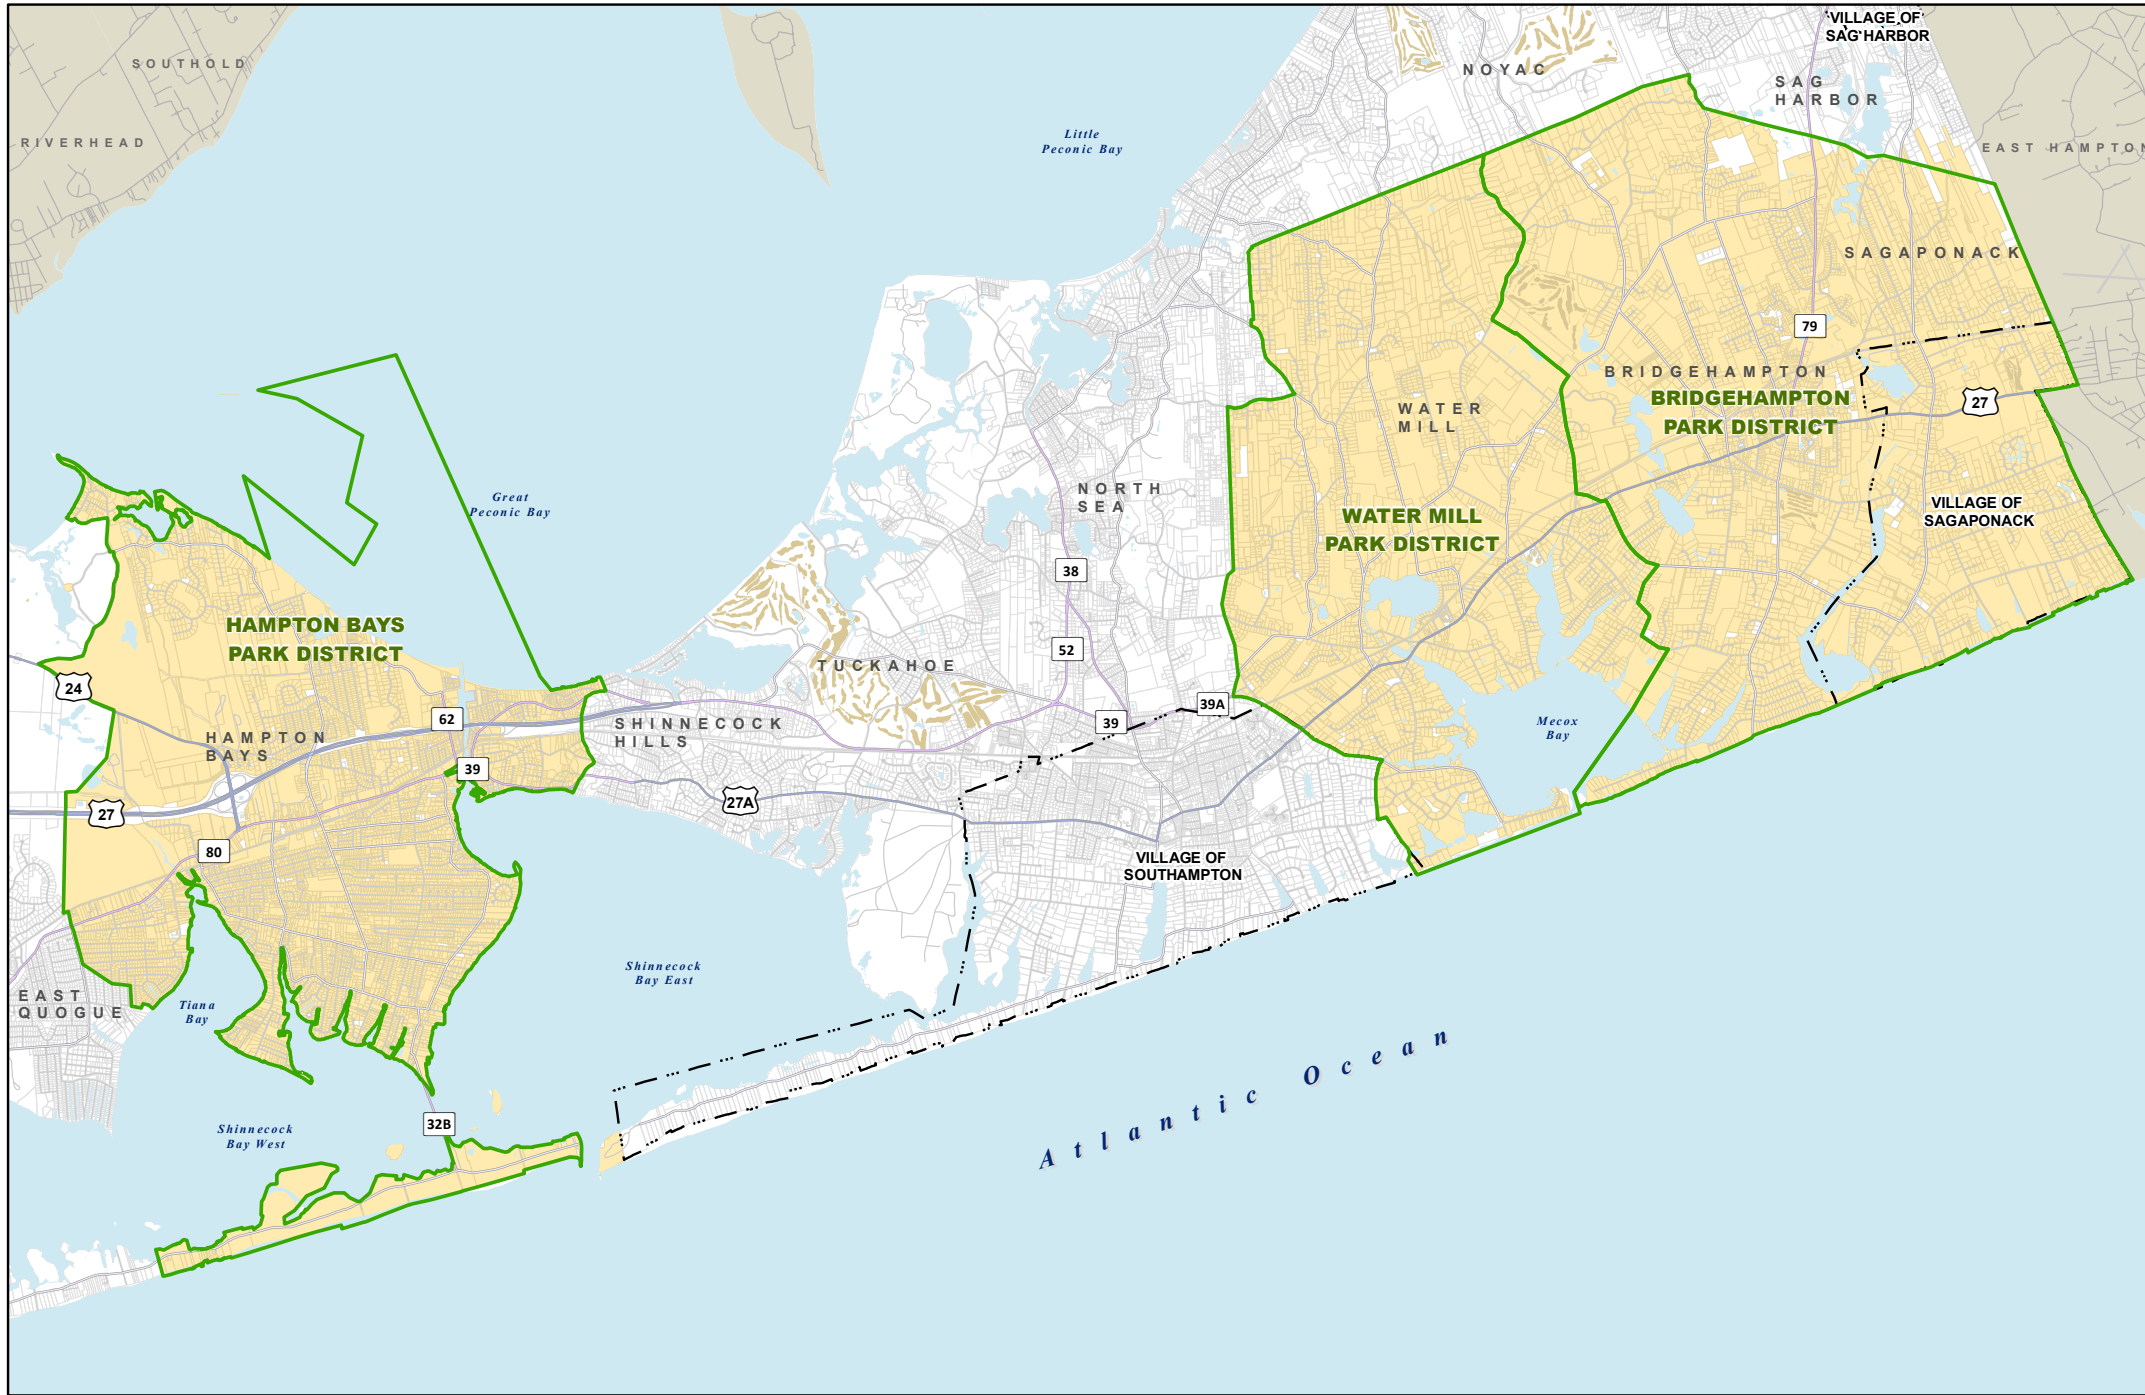 VILLAGE OF
SAG HARBOR
SOUTHOLD
NOYAC
SAG
HARBOR
RIVERHEAD
Little
Peconic Bay
EAST HAMPTON
SAGAPONACK
79
BRIDGEHAMPTON
BRIDGEHAMPTON
PARK DISTRICT
27
WATER
MILL
Great
Peconic Bay
NORTH
SEA
VILLAGE OF
SAGAPONACK
WATER MILL
PARK DISTRICT
38
HAMPTON BAYS
PARK DISTRICT
52
TUCKAHOE
24
62
39A
39
SHINNECOCK
HILLS
Mecox
Bay
HAMPTON
BAYS
39
27A
27
80
VILLAGE OF
SOUTHAMPTON
Shinnecock
Bay East
EAST
QUOGUE
Tiana
Bay
Atlantic Ocean
32B
Shinnecock
Bay West